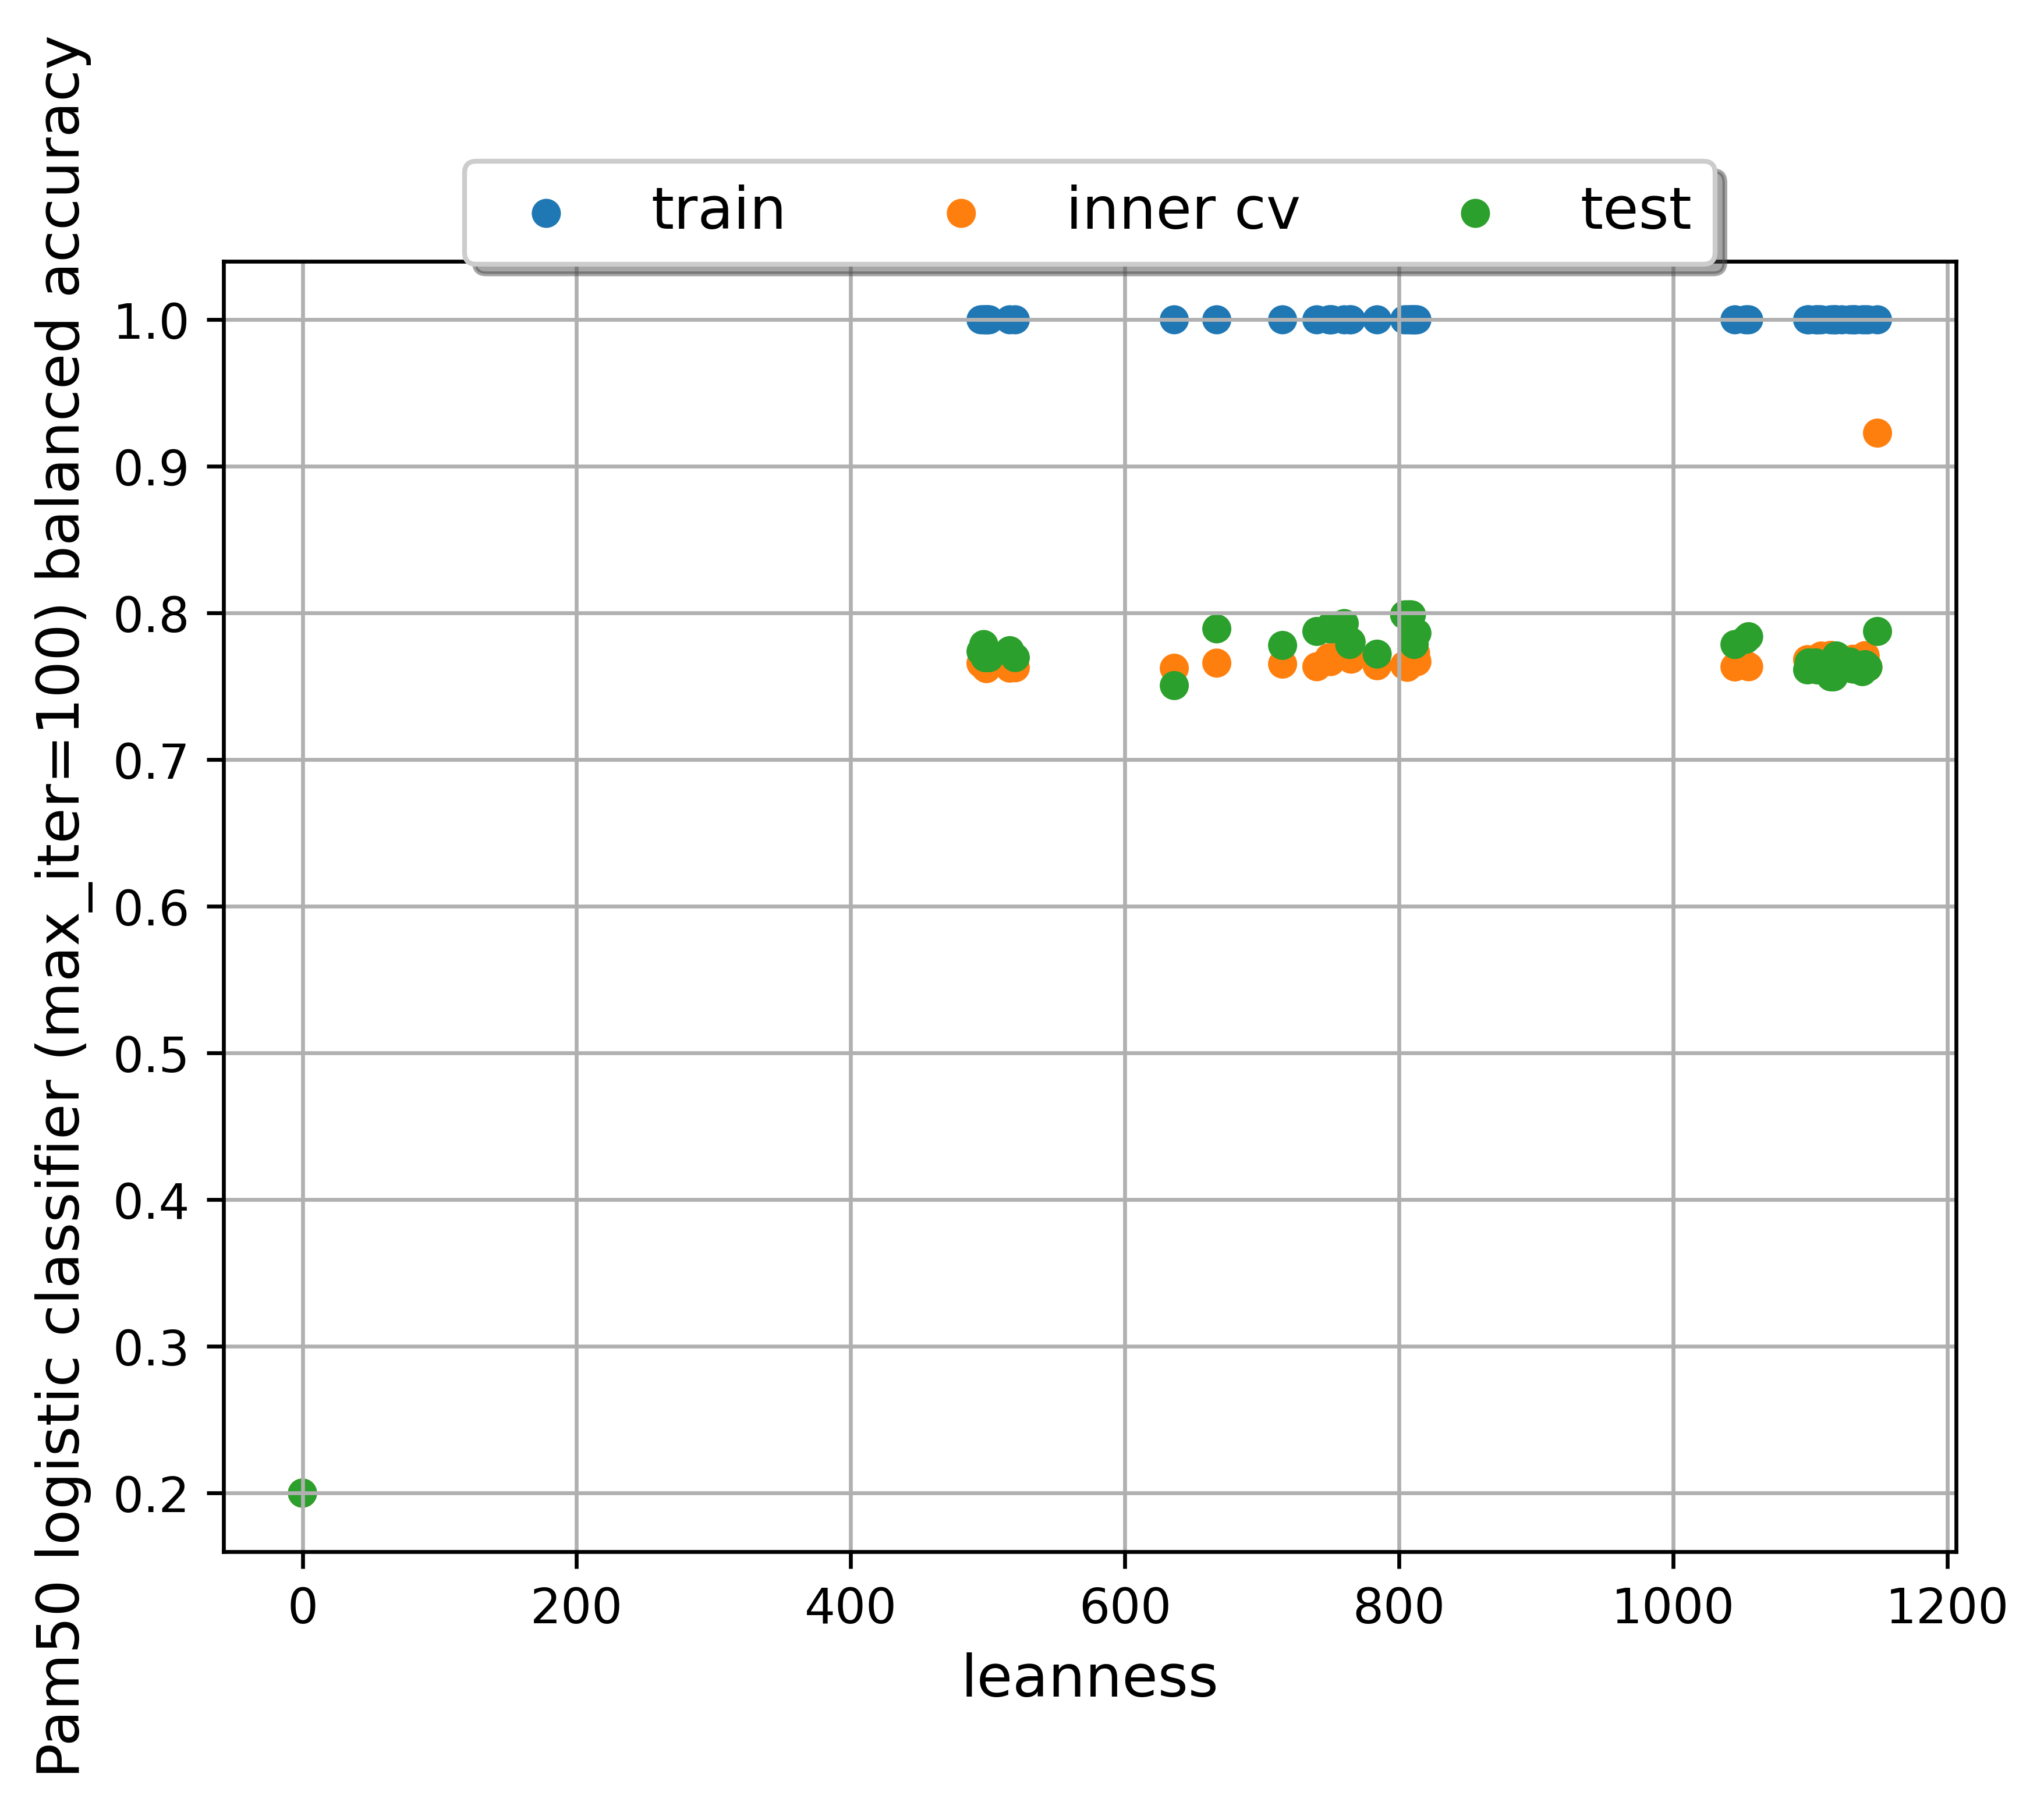 Pam50 logistic classifier (max_iter=100) balanced accuracy
train inner cv test
1.0
0.9
0.8
0.7
0.6
0.5
0.4
0.3
0.2
0 200 400 600 800 1000 1200
leanness